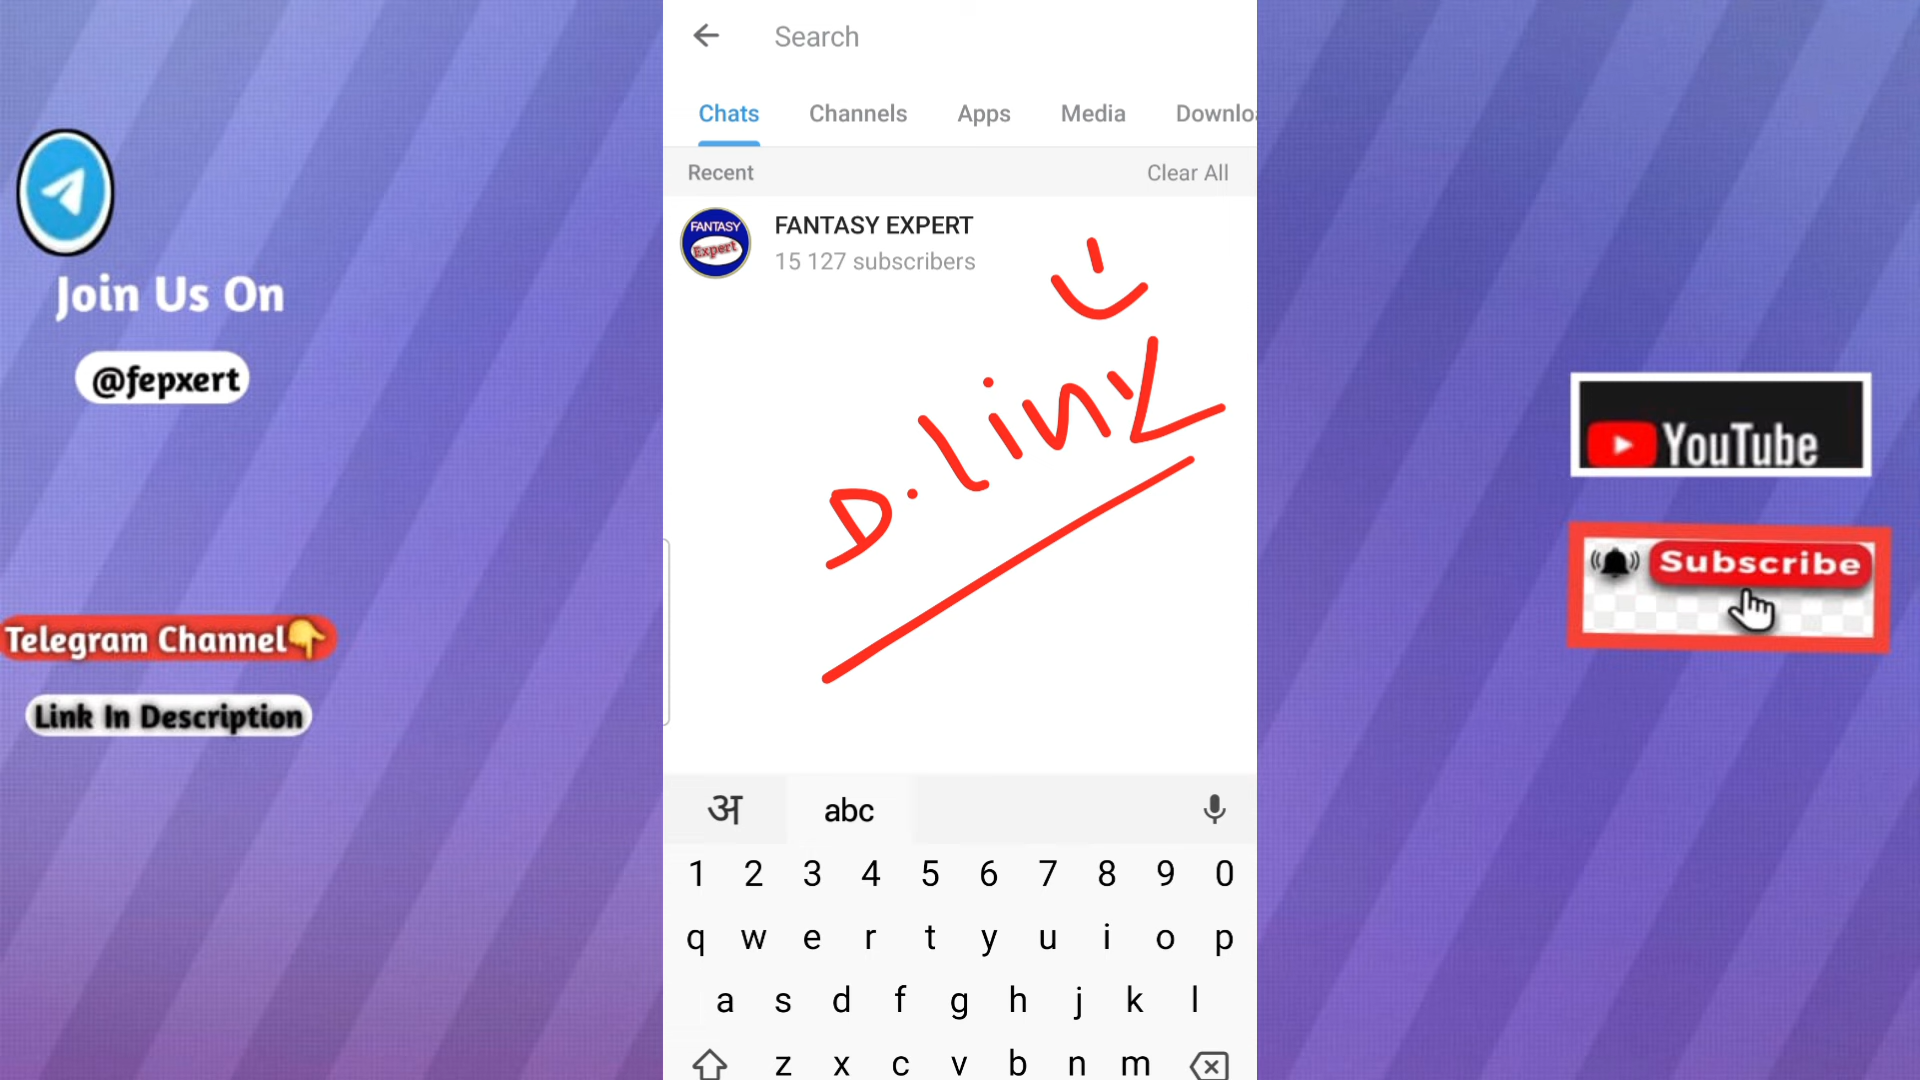 Search
Chats Channels Apps Media Downloa
Recent Clear All
FANTASY Expert
FANTASY EXPERT
15 127 subscribers
D. link
Join Us On
@fepxert
Telegram Channel👇
Link In Description
YouTube
Subscribe
अ abc
1 2 3 4 5 6 7 8 9 0
q w e r t y u i o p
a s d f g h j k l
z x c v b n m